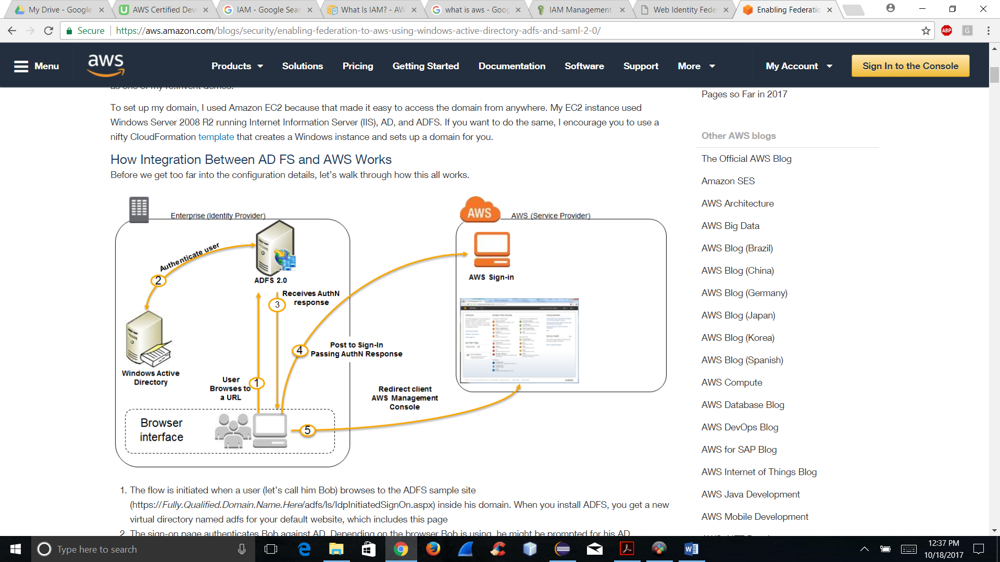 My Drive - Google
AWS Certified Dev
IAM - Google Sear
What Is IAM? - AW
what is aws - Goog
IAM Management
Web Identity Fede
Enabling Federatio
Secure
https://aws.amazon.com/blogs/security/enabling-federation-to-aws-using-windows-active-directory-adfs-and-saml-2-0/
ABP
G
Menu
aws
Products
Solutions
Pricing
Getting Started
Documentation
Software
Support
More
My Account
Sign In to the Console
as one of my re:Invent demos.
To set up my domain, I used Amazon EC2 because that made it easy to access the domain from anywhere. My EC2 instance used
Windows Server 2008 R2 running Internet Information Server (IIS), AD, and ADFS. If you want to do the same, I encourage you to use a
nifty CloudFormation template that creates a Windows instance and sets up a domain for you.
How Integration Between AD FS and AWS Works
Before we get too far into the configuration details, let's walk through how this all works.
Enterprise (Identity Provider)
AWS
AWS (Service Provider)
Authenticate user
2
ADFS 2.0
AWS Sign-in
3
Receives AuthN
response
4
Post to Sign-In
Passing AuthN Response
Windows Active
Directory
User
Browses to
a URL
1
Redirect client
AWS Management
Console
Browser
interface
5
1. The flow is initiated when a user (let's call him Bob) browses to the ADFS sample site
(https://Fully.Qualified.Domain.Name.Here/adfs/ls/IdpInitiatedSignOn.aspx) inside his domain. When you install ADFS, you get a new
virtual directory named adfs for your default website, which includes this page
2. The sign-on page authenticates Bob against AD. Depending on the browser Bob is using, he might be prompted for his AD
Pages so Far in 2017
Other AWS blogs
The Official AWS Blog
Amazon SES
AWS Architecture
AWS Big Data
AWS Blog (Brazil)
AWS Blog (China)
AWS Blog (Germany)
AWS Blog (Japan)
AWS Blog (Korea)
AWS Blog (Spanish)
AWS Compute
AWS Database Blog
AWS DevOps Blog
AWS for SAP Blog
AWS Internet of Things Blog
AWS Java Development
AWS Mobile Development
Type here to search
12:37 PM
10/18/2017